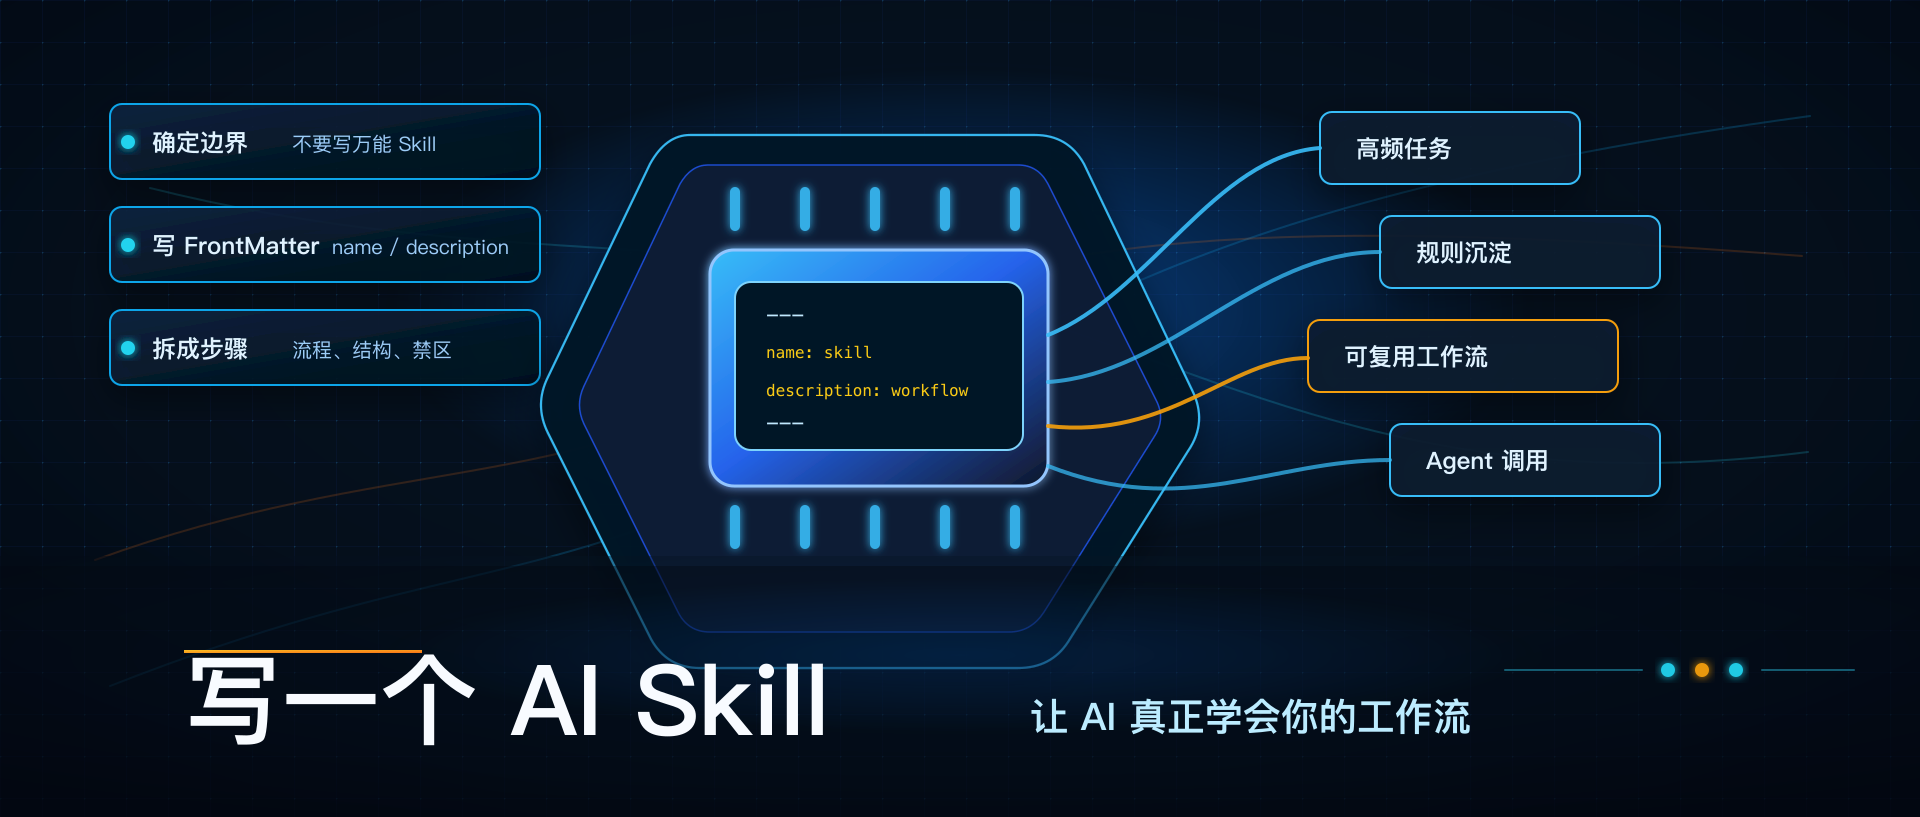 确定边界 不要写万能 Skill
写 FrontMatter name / description
拆成步骤 流程、结构、禁区
———
name: skill
description: workflow
———
高频任务
规则沉淀
可复用工作流
Agent 调用
写一个 AI Skill
让 AI 真正学会你的工作流